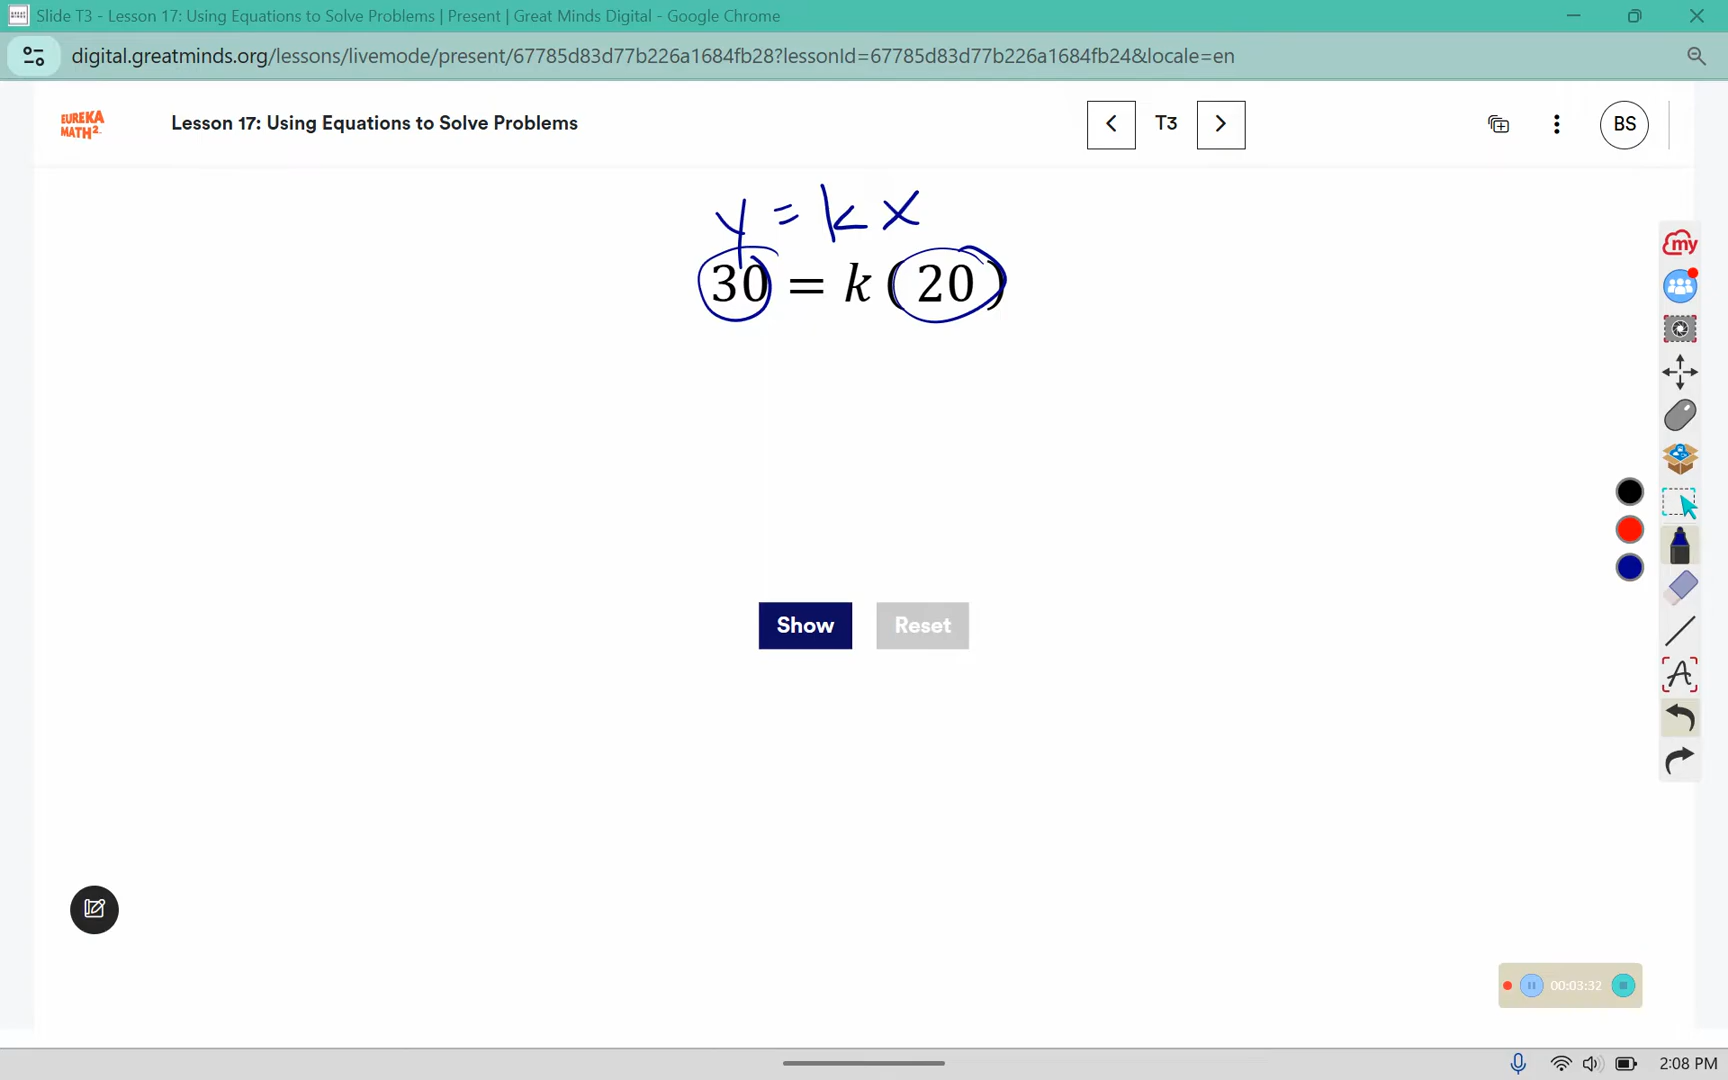 Slide T3 - Lesson 17: Using Equations to Solve Problems | Present | Great Minds Digital - Google Chrome
digital.greatminds.org/lessons/livemode/present/67785d83d77b226a1684fb28?lessonId=67785d83d77b226a1684fb24&locale=en
EUREKA MATH²
Lesson 17: Using Equations to Solve Problems
T3
BS
y = k x
30 = k ( 20 )
my
Show
Reset
A
00:03:32
2:08 PM